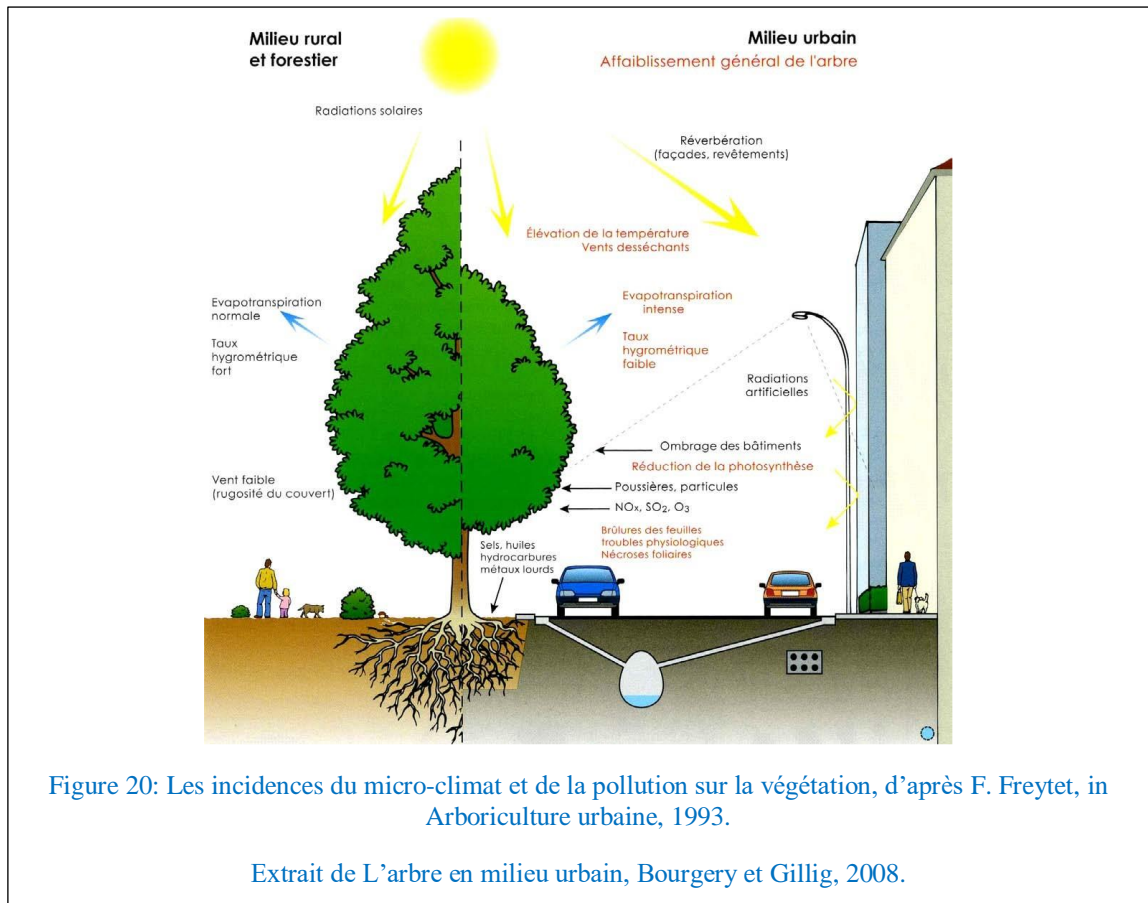 Milieu rural
et forestier
Milieu urbain
Affaiblissement général de l'arbre
Radiations solaires
Réverbération
(façades, revêtements)
Élévation de la température
Vents desséchants
Evapotranspiration
normale
Taux
hygrométrique
fort
Evapotranspiration
intense
Taux
hygrométrique
faible
Radiations
artificielles
Ombrage des bâtiments
Réduction de la photosynthèse
Vent faible
(rugosité du couvert)
Poussières, particules
NOx, SO2, O3
Brûlures des feuilles
troubles physiologiques
Nécroses foliaires
Sels, huiles
hydrocarbures
métaux lourds
Figure 20: Les incidences du micro-climat et de la pollution sur la végétation, d’après F. Freytet, in
Arboriculture urbaine, 1993.
Extrait de L’arbre en milieu urbain, Bourgery et Gillig, 2008.